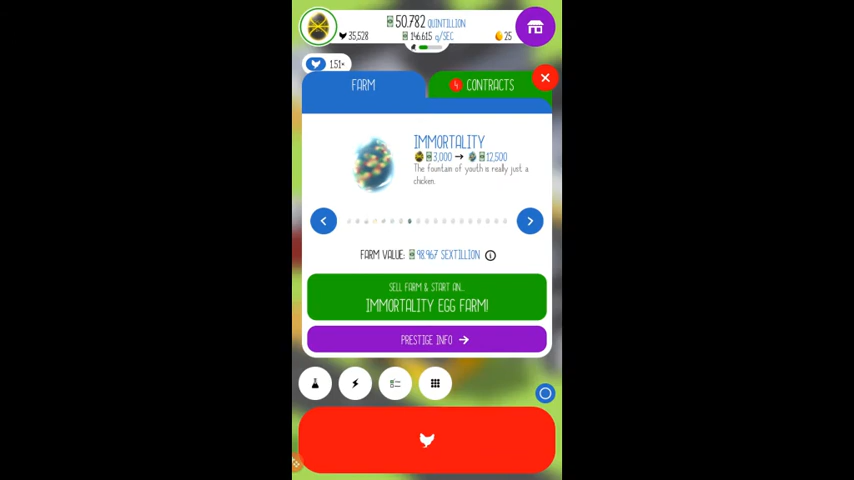 50.782 QUINTILLION
35,528
146.615 q/SEC
25
151×
FARM
4 CONTRACTS
IMMORTALITY
3,000 → 12,500
The fountain of youth is really just a
chicken.
FARM VALUE: 98.967 SEXTILLION
SELL FARM & START AN...
IMMORTALITY EGG FARM!
PRESTIGE INFO →